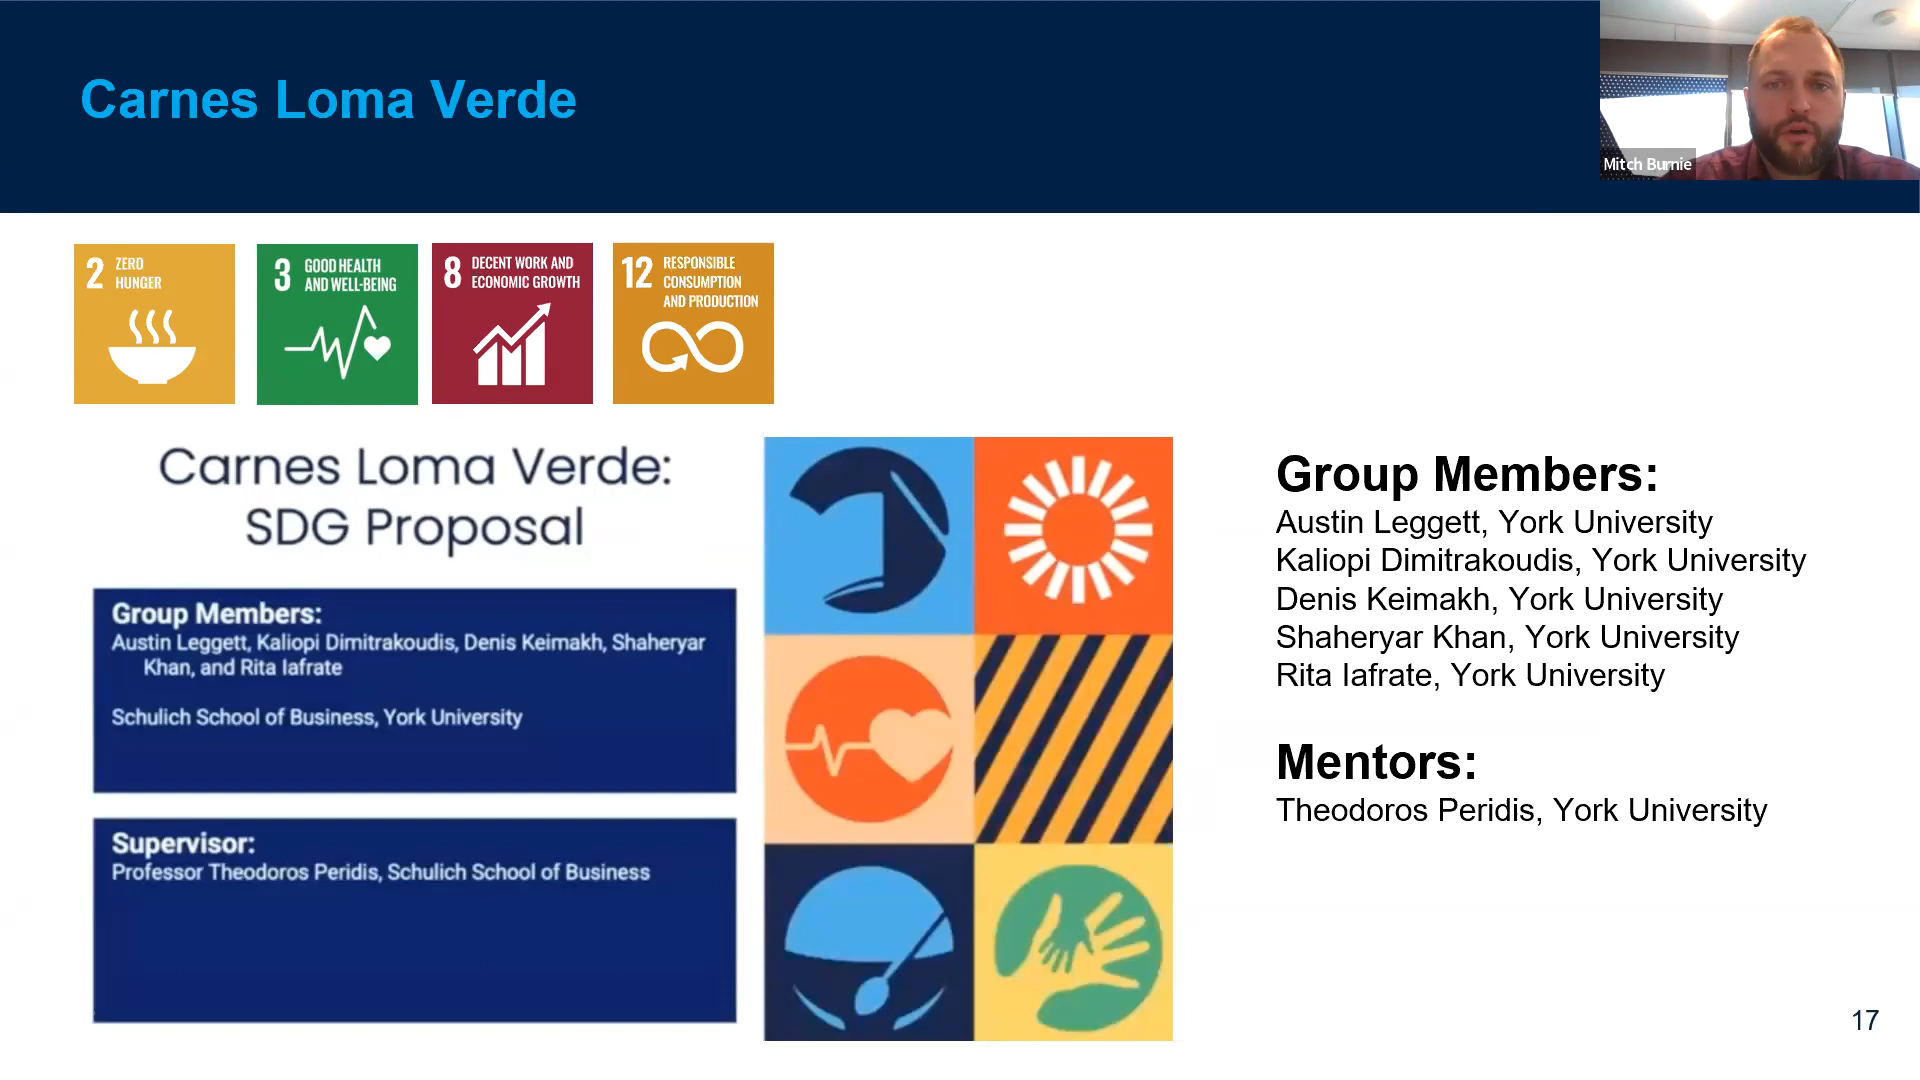 Carnes Loma Verde
Mitch Burnie
2 ZERO
HUNGER
3 GOOD HEALTH
AND WELL-BEING
8 DECENT WORK AND
ECONOMIC GROWTH
12 RESPONSIBLE
CONSUMPTION
AND PRODUCTION
Carnes Loma Verde:
SDG Proposal
Group Members:
Austin Leggett, Kaliopi Dimitrakoudis, Denis Keimakh, Shaheryar
Khan, and Rita Iafrate
Schulich School of Business, York University
Supervisor:
Professor Theodoros Peridis, Schulich School of Business
Group Members:
Austin Leggett, York University
Kaliopi Dimitrakoudis, York University
Denis Keimakh, York University
Shaheryar Khan, York University
Rita Iafrate, York University
Mentors:
Theodoros Peridis, York University
17